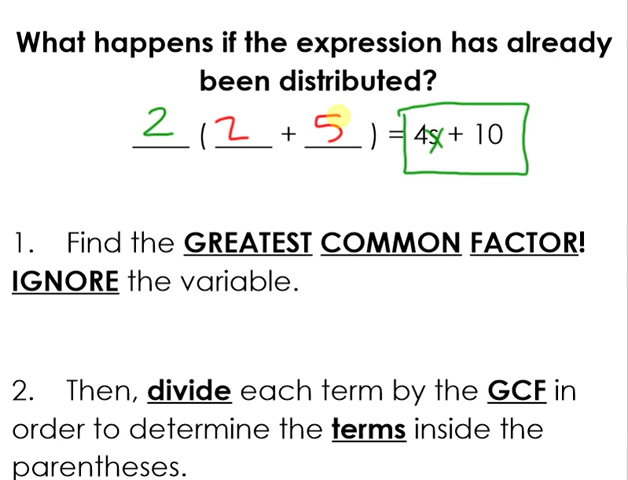 What happens if the expression has already
been distributed?
2 ( 2 + 5 ) = 4x + 10
1. Find the GREATEST COMMON FACTOR!
IGNORE the variable.
2. Then, divide each term by the GCF in
order to determine the terms inside the
parentheses.